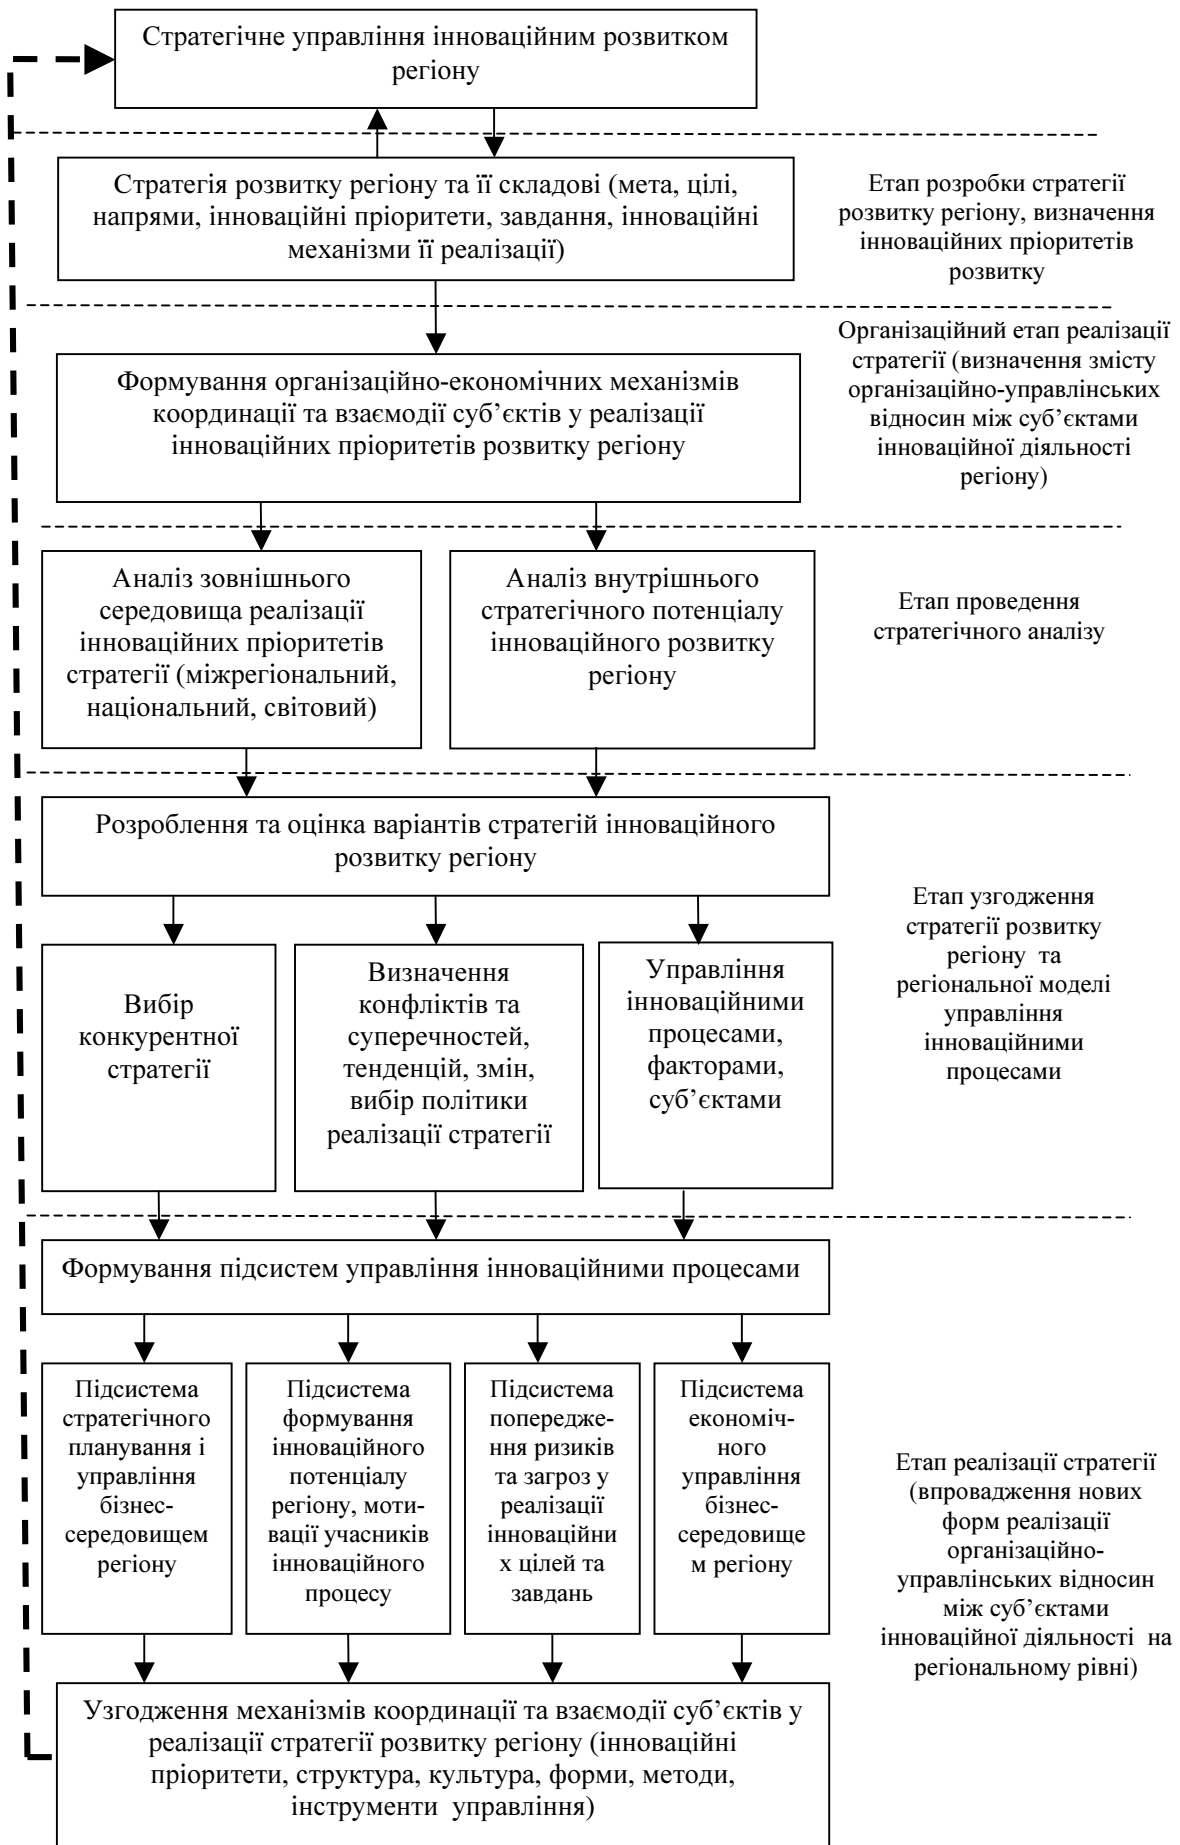 Стратегічне управління інноваційним розвитком
регіону
Стратегія розвитку регіону та її складові (мета, цілі,
напрями, інноваційні пріоритети, завдання, інноваційні
механізми її реалізації)
Етап розробки стратегії
розвитку регіону, визначення
інноваційних пріоритетів
розвитку
Формування організаційно-економічних механізмів
координації та взаємодії суб’єктів у реалізації
інноваційних пріоритетів розвитку регіону
Організаційний етап реалізації
стратегії (визначення змісту
організаційно-управлінських
відносин між суб’єктами
інноваційної діяльності
регіону)
Аналіз зовнішнього
середовища реалізації
інноваційних пріоритетів
стратегії (міжрегіональний,
національний, світовий)
Аналіз внутрішнього
стратегічного потенціалу
інноваційного розвитку
регіону
Етап проведення
стратегічного аналізу
Розроблення та оцінка варіантів стратегій інноваційного
розвитку регіону
Вибір
конкурентної
стратегії
Визначення
конфліктів та
суперечностей,
тенденцій, змін,
вибір політики
реалізації стратегії
Управління
інноваційними
процесами,
факторами,
суб’єктами
Етап узгодження
стратегії розвитку
регіону та
регіональної моделі
управління
інноваційними
процесами
Формування підсистем управління інноваційними процесами
Підсистема
стратегічного
планування і
управління
бізнес-
середовищем
регіону
Підсистема
формування
інноваційного
потенціалу
регіону, моти-
вації учасників
інноваційного
процесу
Підсистема
попередже-
ння ризиків
та загроз у
реалізації
інноваційни
х цілей та
завдань
Підсистема
економіч-
ного
управління
бізнес-
середовище
м регіону
Етап реалізації стратегії
(впровадження нових
форм реалізації
організаційно-
управлінських відносин
між суб’єктами
інноваційної діяльності на
регіональному рівні)
Узгодження механізмів координації та взаємодії суб’єктів у
реалізації стратегії розвитку регіону (інноваційні
пріоритети, структура, культура, форми, методи,
інструменти управління)